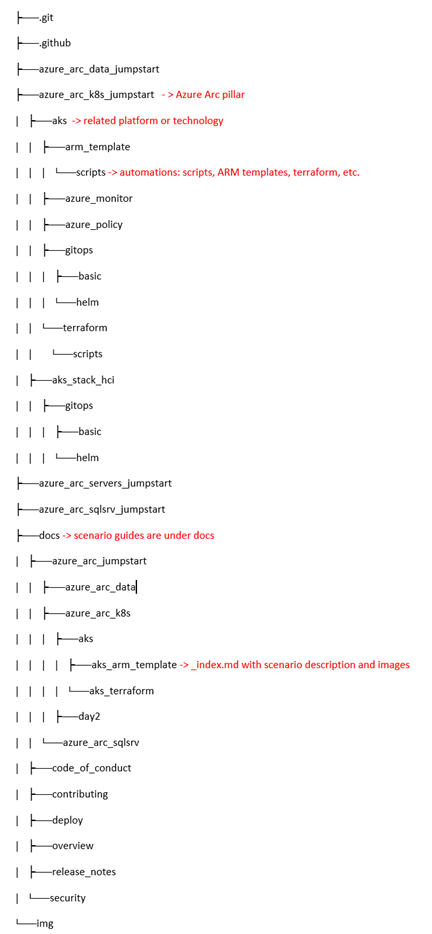 ├──.git
├──.github
├──azure_arc_data_jumpstart
├──azure_arc_k8s_jumpstart - > Azure Arc pillar
│ ├──aks -> related platform or technology
│ │ ├──arm_template
│ │ │ └──scripts -> automations: scripts, ARM templates, terraform, etc.
│ │ ├──azure_monitor
│ │ ├──azure_policy
│ │ ├──gitops
│ │ │ ├──basic
│ │ │ └──helm
│ │ └──terraform
│ │ └──scripts
│ ├──aks_stack_hci
│ │ ├──gitops
│ │ │ ├──basic
│ │ │ └──helm
├──azure_arc_servers_jumpstart
├──azure_arc_sqlsrv_jumpstart
├──docs -> scenario guides are under docs
│ ├──azure_arc_jumpstart
│ │ ├──azure_arc_data
│ │ ├──azure_arc_k8s
│ │ │ ├──aks
│ │ │ │ ├──aks_arm_template -> _index.md with scenario description and images
│ │ │ │ └──aks_terraform
│ │ │ ├──day2
│ │ └──azure_arc_sqlsrv
│ ├──code_of_conduct
│ ├──contributing
│ ├──deploy
│ ├──overview
│ ├──release_notes
│ └──security
└──img